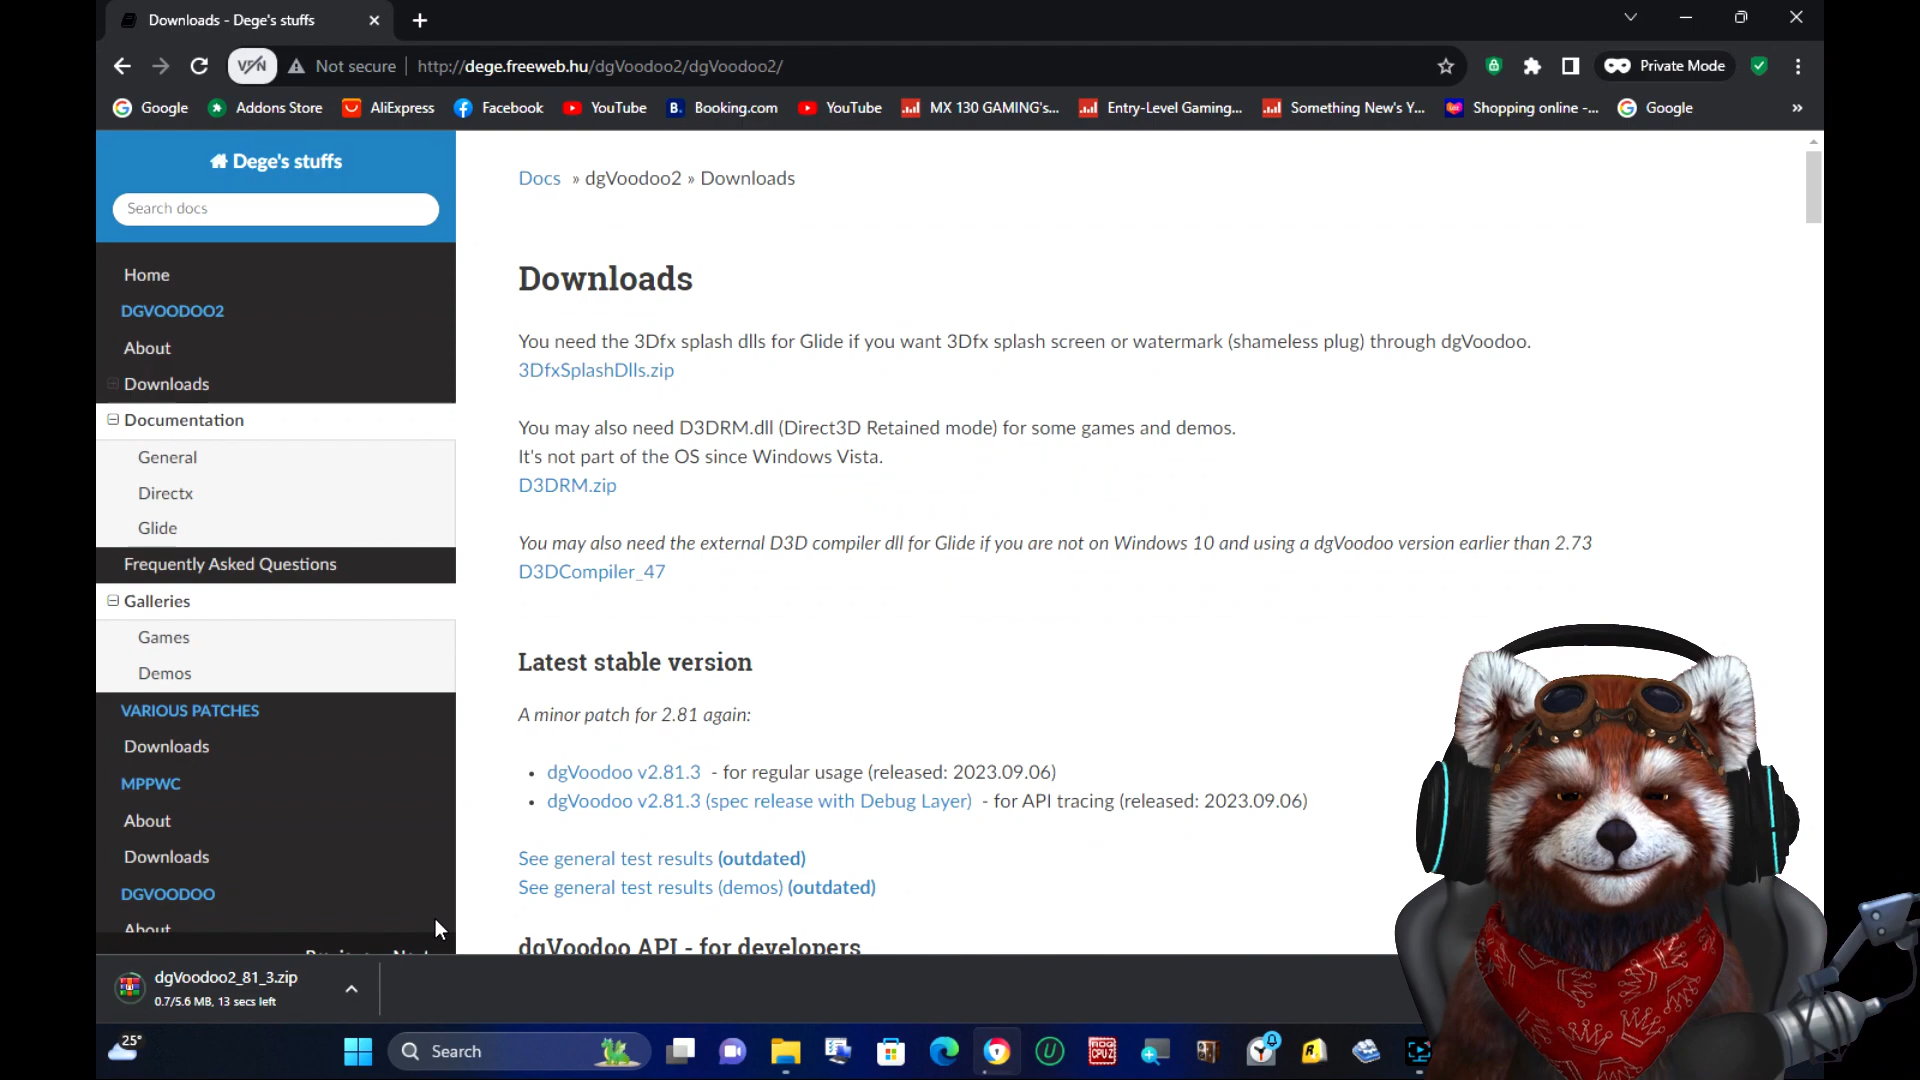 Downloads - Dege's stuffs
VPN
Not secure
http://dege.freeweb.hu/dgVoodoo2/dgVoodoo2/
Private Mode
Google
Addons Store
AliExpress
Facebook
YouTube
B. Booking.com
YouTube
MX 130 GAMING's...
Entry-Level Gaming...
Something New's Y...
Shopping online -...
Google
»
Dege's stuffs
Search docs
Home
DGVOODOO2
About
Downloads
Documentation
General
Directx
Glide
Frequently Asked Questions
Galleries
Games
Demos
VARIOUS PATCHES
Downloads
MPPWC
About
Downloads
DGVOODOO
About
Docs » dgVoodoo2 » Downloads
Downloads
You need the 3Dfx splash dlls for Glide if you want 3Dfx splash screen or watermark (shameless plug) through dgVoodoo.
3DfxSplashDlls.zip
You may also need D3DRM.dll (Direct3D Retained mode) for some games and demos.
It's not part of the OS since Windows Vista.
D3DRM.zip
You may also need the external D3D compiler dll for Glide if you are not on Windows 10 and using a dgVoodoo version earlier than 2.73
D3DCompiler_47
Latest stable version
A minor patch for 2.81 again:
• dgVoodoo v2.81.3 - for regular usage (released: 2023.09.06)
• dgVoodoo v2.81.3 (spec release with Debug Layer) - for API tracing (released: 2023.09.06)
See general test results (outdated)
See general test results (demos) (outdated)
dgVoodoo API - for developers
dgVoodoo2_81_3.zip
0.7/5.6 MB, 13 secs left
25°
Search
ROG
CPUZ